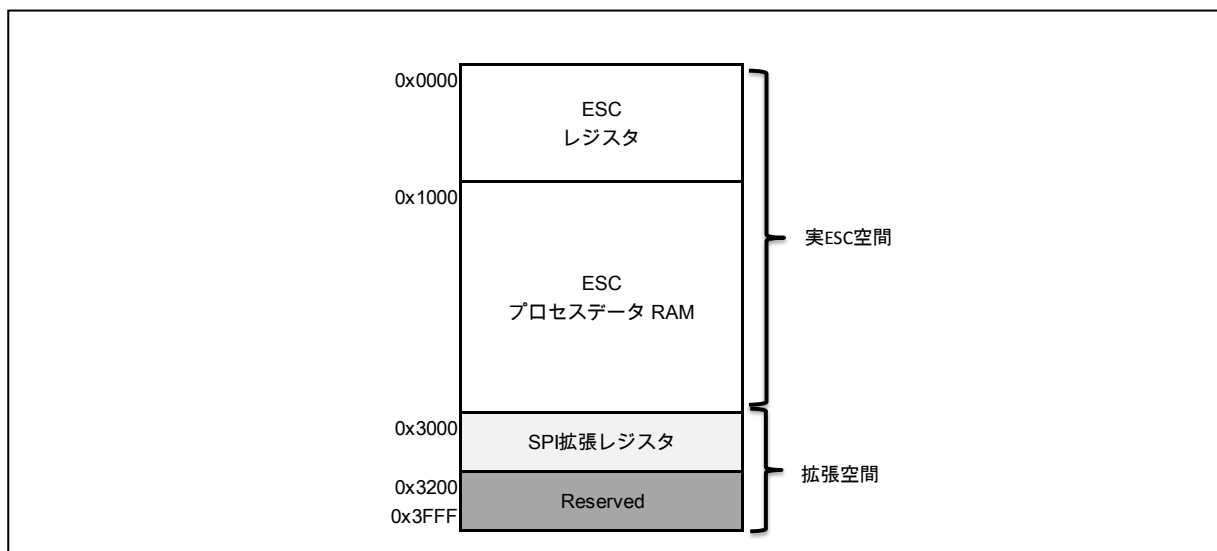 0x0000
ESC
レジスタ
0x1000
ESC
プロセスデータ RAM
実ESC空間
0x3000
SPI拡張レジスタ
拡張空間
0x3200
Reserved
0x3FFF